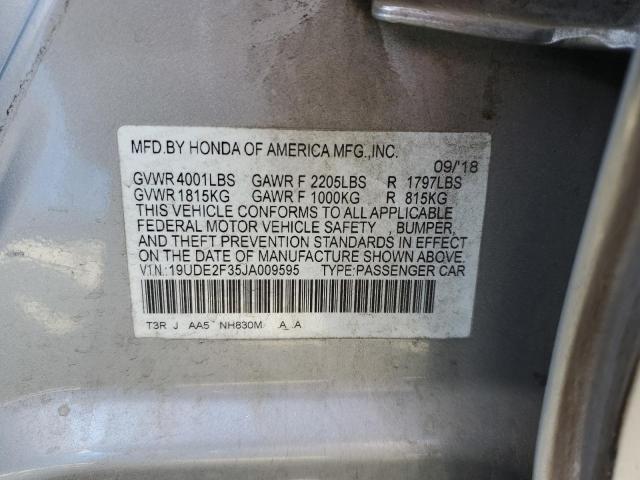 MFD.BY HONDA OF AMERICA MFG.,INC.
09/'18
GVWR 4001LBS GAWR F 2205LBS R 1797LBS
GVWR 1815KG GAWR F 1000KG R 815KG
THIS VEHICLE CONFORMS TO ALL APPLICABLE
FEDERAL MOTOR VEHICLE SAFETY , BUMPER,
AND THEFT PREVENTION STANDARDS IN EFFECT
ON THE DATE OF MANUFACTURE SHOWN ABOVE.
V.I.N.: 19UDE2F35JA009595 TYPE:PASSENGER CAR
T3R J AA5 NH830M A A